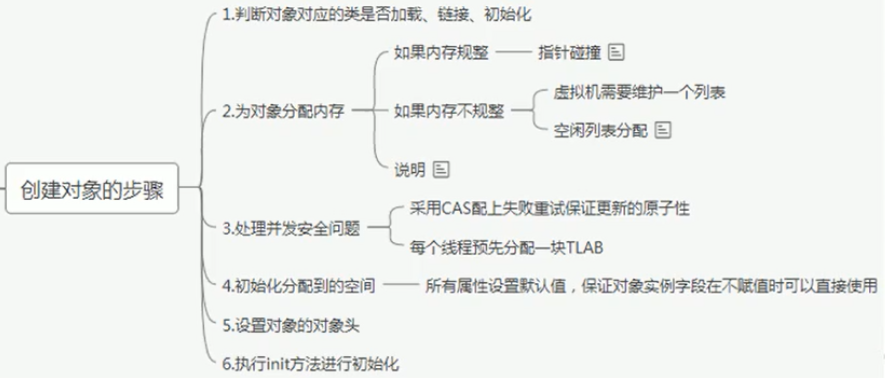 创建对象的步骤
1.判断对象对应的类是否加载、链接、初始化
2.为对象分配内存
如果内存规整
指针碰撞
如果内存不规整
虚拟机需要维护一个列表
空闲列表分配
说明
3.处理并发安全问题
采用CAS配上失败重试保证更新的原子性
每个线程预先分配一块TLAB
4.初始化分配到的空间
所有属性设置默认值，保证对象实例字段在不赋值时可以直接使用
5.设置对象的对象头
6.执行init方法进行初始化